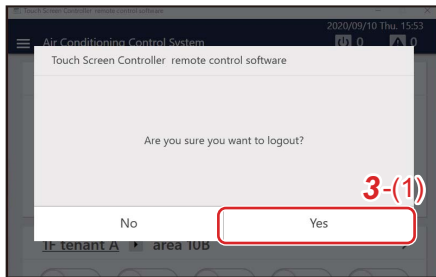 Touch Screen Controller remote control software
2020/09/10 Thu. 15:53
Air Conditioning Control System
0
0
Touch Screen Controller remote control software
Are you sure you want to logout?
3-(1)
No
Yes
1F tenant A
area 10B